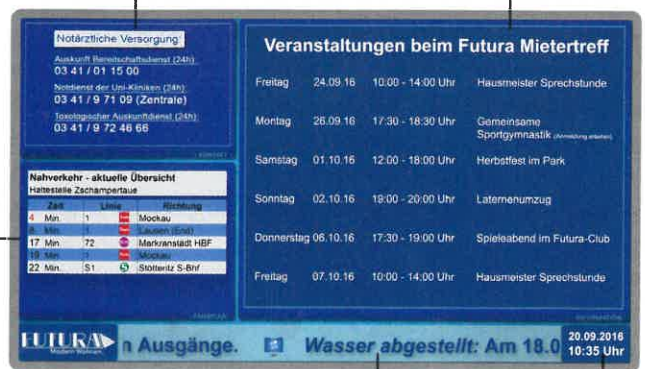 Notärztliche Versorgung:
Auskunft Bereitschaftsdienst (24h):
03 41 / 01 15 00
Notdienst der Uni-Kliniken (24h):
03 41 / 9 71 09 (Zentrale)
Toxologischer Auskunftdienst (24h):
03 41 / 9 72 46 66
KONTAKT
Nahverkehr - aktuelle Übersicht
Haltestelle Zschampertaue
Zeit Linie Richtung
4 Min. 1 Mockau
8 Min. 1 Lausen (End)
17 Min. 72 Markranstädt HBF
19 Min. 1 Mockau
22 Min. S1 Stötteritz S-Bhf
FAHRPLAN
Veranstaltungen beim Futura Mietertreff
Freitag 24.09.16 10:00 - 14:00 Uhr Hausmeister Sprechstunde
Montag 26.09.16 17:30 - 18:30 Uhr Gemeinsame
Sportgymnastik
Samstag 01.10.16 12:00 - 18:00 Uhr Herbstfest im Park
Sonntag 02.10.16 19:00 - 20:00 Uhr Laternenumzug
Donnerstag 06.10.16 17:30 - 19:00 Uhr Spieleabend im Futura-Club
Freitag 07.10.16 10:00 - 14:00 Uhr Hausmeister Sprechstunde
INFORMATION
FUTURA
Modern Wohnen
n Ausgänge. Wasser abgestellt: Am 18.0
20.09.2016
10:35 Uhr